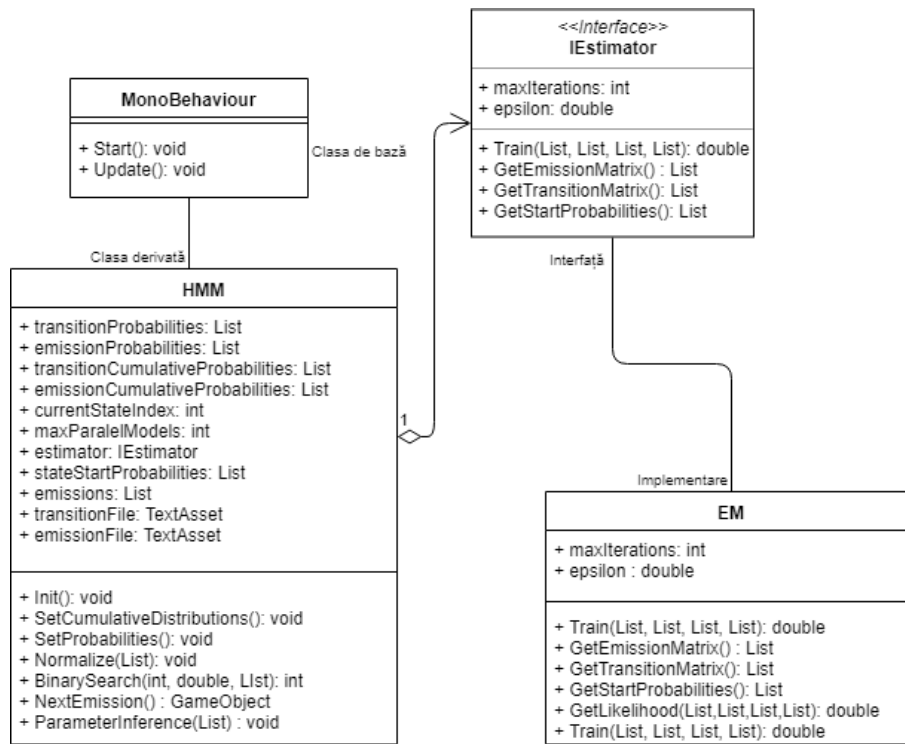 <<Interface>>
IEstimator
+ maxIterations: int
+ epsilon: double
+ Train(List, List, List, List): double
+ GetEmissionMatrix() : List
+ GetTransitionMatrix(): List
+ GetStartProbabilities(): List
MonoBehaviour
+ Start(): void
+ Update(): void
Clasa de bază
Clasa derivată
Interfață
HMM
+ transitionProbabilities: List
+ emissionProbabilities: List
+ transitionCumulativeProbabilities: List
+ emissionCumulativeProbabilities: List
+ currentStateIndex: int
+ maxParalelModels: int
+ estimator: IEstimator
+ stateStartProbabilities: List
+ emissions: List
+ transitionFile: TextAsset
+ emissionFile: TextAsset
+ Init(): void
+ SetCumulativeDistributions(): void
+ SetProbabilities(): void
+ Normalize(List): void
+ BinarySearch(int, double, LIst): int
+ NextEmission() : GameObject
+ ParameterInference(List) : void
1
Implementare
EM
+ maxIterations: int
+ epsilon : double
+ Train(List, List, List, List): double
+ GetEmissionMatrix() : List
+ GetTransitionMatrix(): List
+ GetStartProbabilities(): List
+ GetLikelihood(List,List,List,List): double
+ Train(List, List, List, List): double